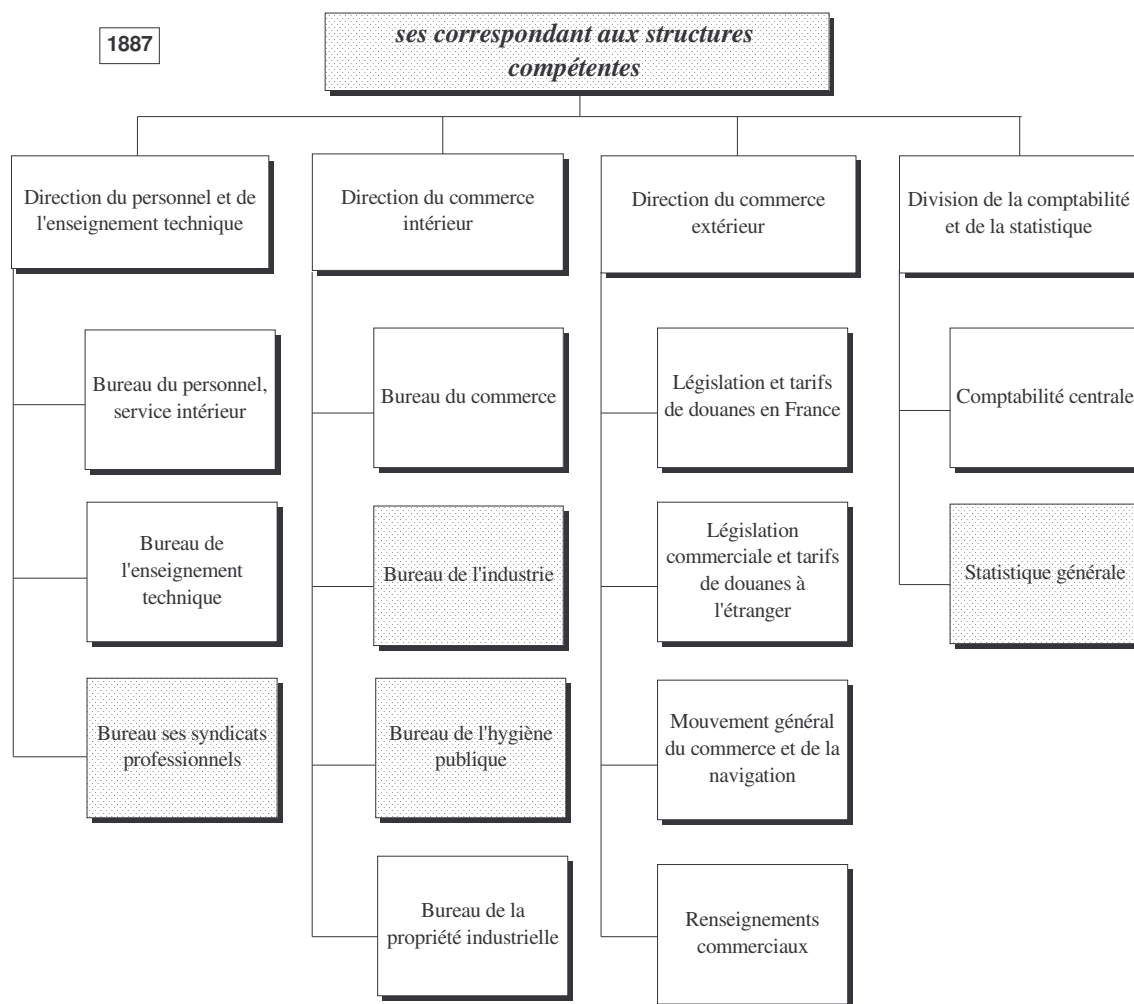 1887
ses correspondant aux structures
compétentes
Direction du personnel et de
l'enseignement technique
Direction du commerce
intérieur
Direction du commerce
extérieur
Division de la comptabilité
et de la statistique
Bureau du personnel,
service intérieur
Bureau du commerce
Législation et tarifs
de douanes en France
Comptabilité centrale
Bureau de
l'enseignement
technique
Bureau de l'industrie
Législation
commerciale et tarifs
de douanes à
l'étranger
Statistique générale
Bureau ses syndicats
professionnels
Bureau de l'hygiène
publique
Mouvement général
du commerce et de la
navigation
Bureau de la
propriété industrielle
Renseignements
commerciaux